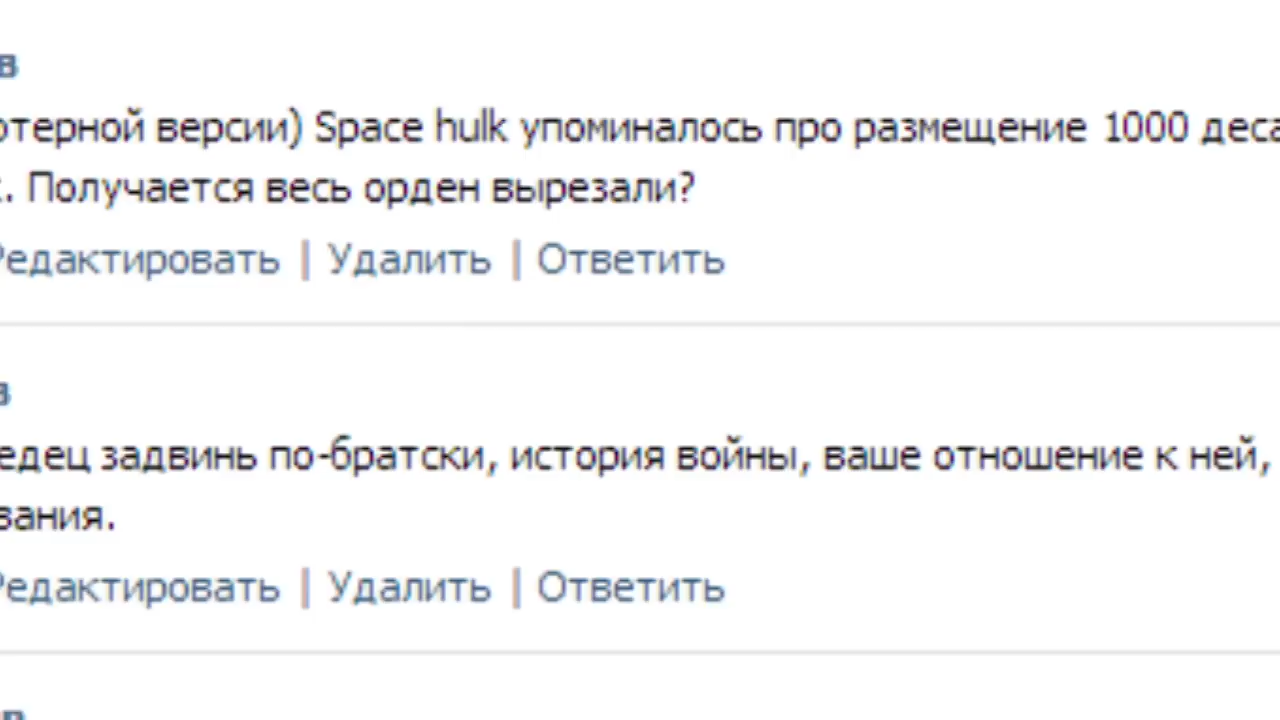 в
отерной версии) Space hulk упоминалось про размещение 1000 деса
. Получается весь орден вырезали?
Редактировать | Удалить | Ответить
в
едец задвинь по-братски, история войны, ваше отношение к ней,
вания.
Редактировать | Удалить | Ответить